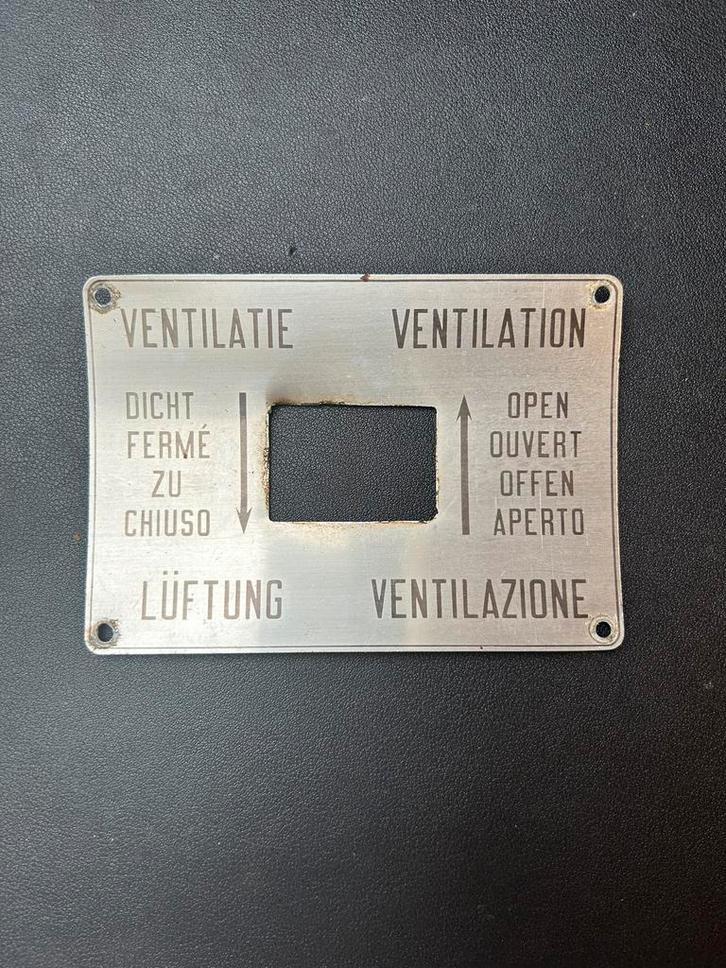 VENTILATIE VENTILATION
DICHT
FERMÉ
ZU
CHIUSO
OPEN
OUVERT
OFFEN
APERTO
LÜFTUNG VENTILAZIONE